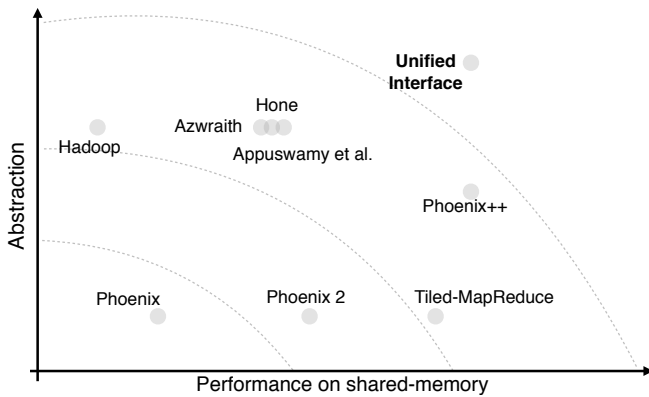 Unified
Interface
Hone
Azwraith
Hadoop
Appuswamy et al.
Phoenix++
Phoenix
Phoenix 2
Tiled-MapReduce
Abstraction
Performance on shared-memory